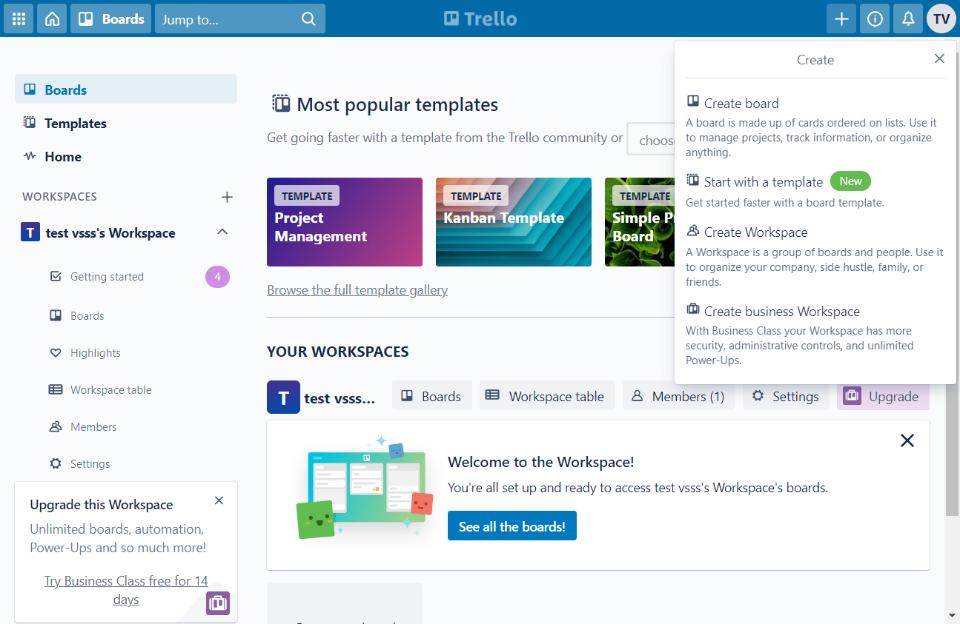 Boards
Jump to...
Trello
TV
Boards
Templates
Home
WORKSPACES
T
test vsss's Workspace
Getting started
4
Boards
Highlights
Workspace table
Members
Settings
Upgrade this Workspace
Unlimited boards, automation,
Power-Ups and so much more!
Try Business Class free for 14
days
Most popular templates
Get going faster with a template from the Trello community or
TEMPLATE
Project
Management
TEMPLATE
Kanban Template
TEMPLATE
Simple
Board
Browse the full template gallery
YOUR WORKSPACES
T
test vsss...
Boards
Workspace table
Members (1)
Settings
Upgrade
Welcome to the Workspace!
You're all set up and ready to access test vsss's Workspace's boards.
See all the boards!
Create
Create board
A board is made up of cards ordered on lists. Use it
to manage projects, track information, or organize
anything.
Start with a template
New
Get started faster with a board template.
Create Workspace
A Workspace is a group of boards and people. Use it
to organize your company, side hustle, family, or
friends.
Create business Workspace
With Business Class your Workspace has more
security, administrative controls, and unlimited
Power-Ups.